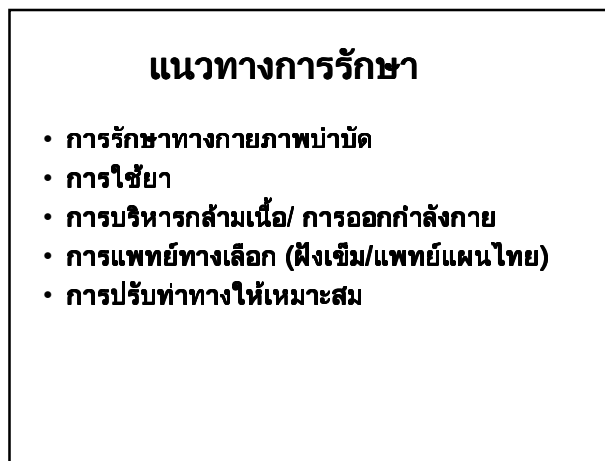 แนวทางการรักษา
• การรักษาทางกายภาพบำบัด
• การใช้ยา
• การบริหารกล้ามเนื้อ/ การออกกำลังกาย
• การแพทย์ทางเลือก (ฝังเข็ม/แพทย์แผนไทย)
• การปรับท่าทางให้เหมาะสม